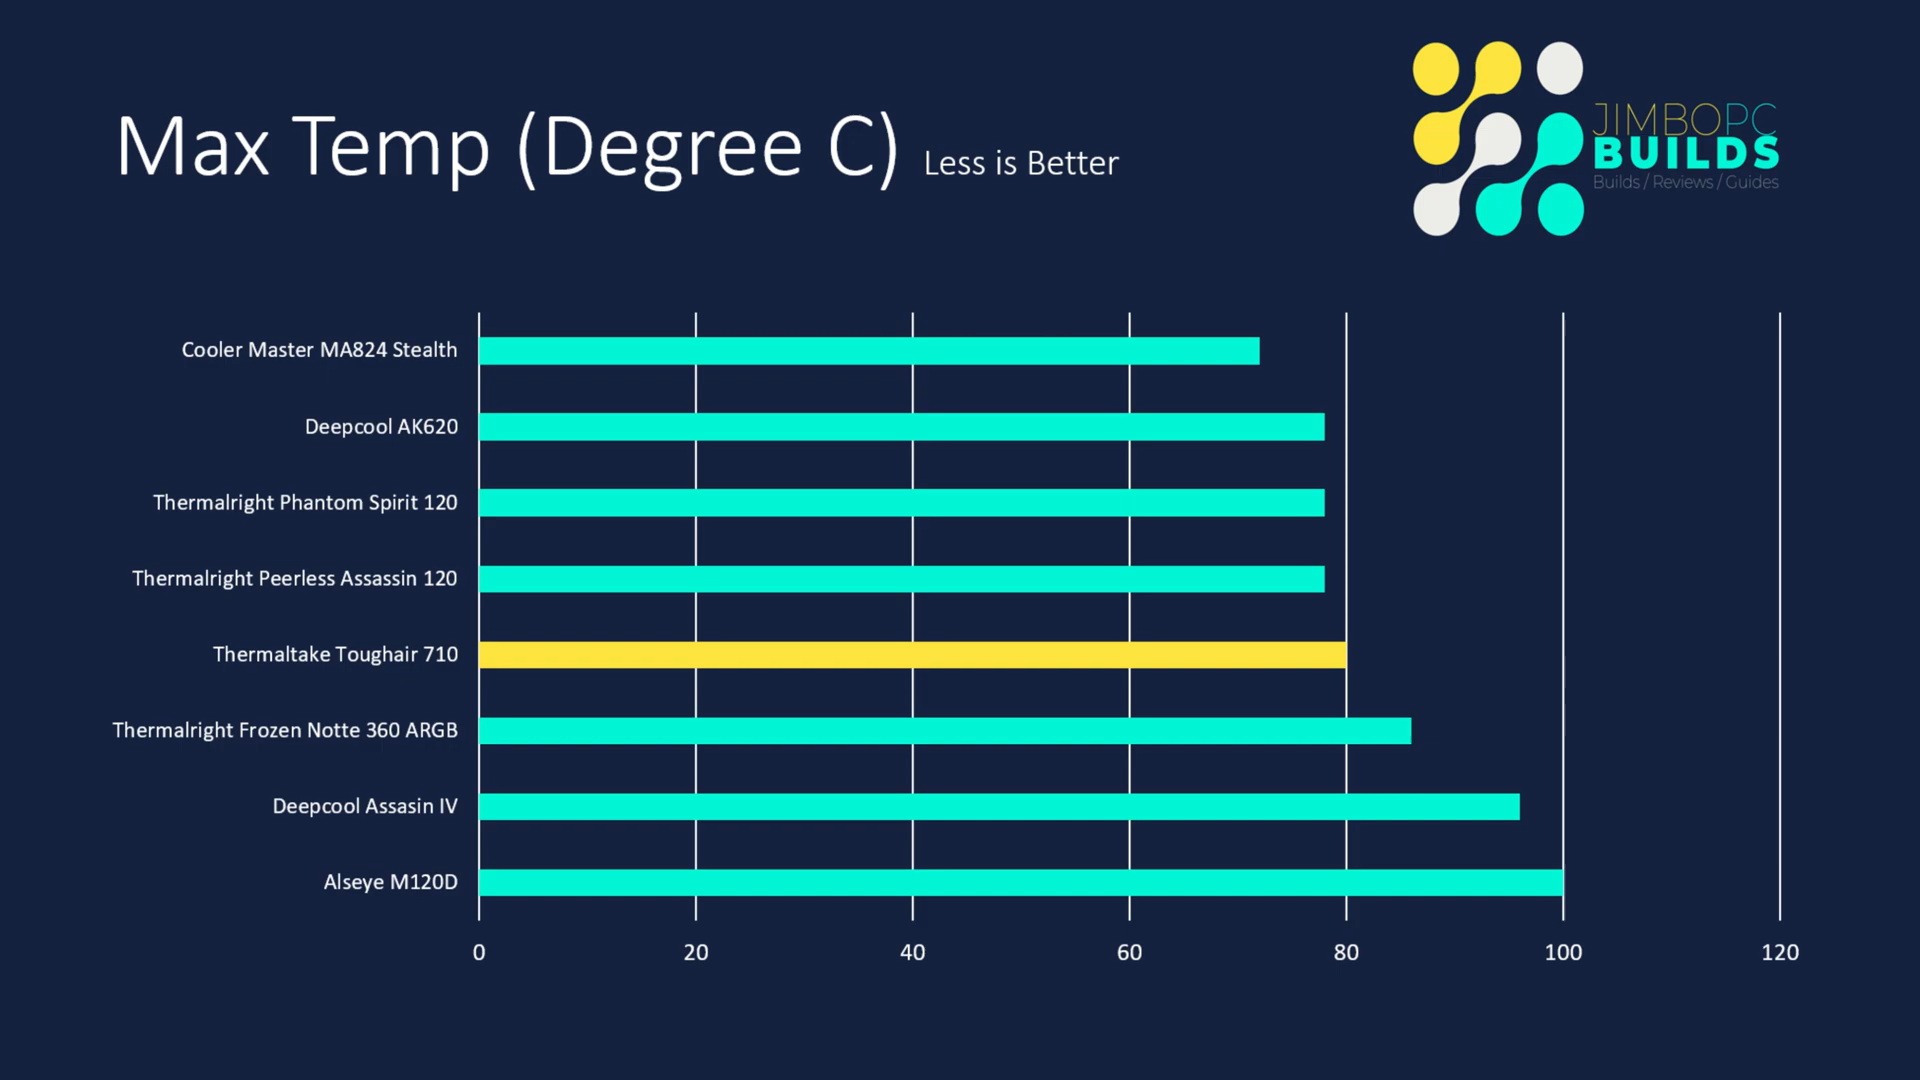 Max Temp (Degree C) Less is Better
JIMBOPC
BUILDS
Builds / Reviews / Guides
Cooler Master MA824 Stealth
Deepcool AK620
Thermalright Phantom Spirit 120
Thermalright Peerless Assassin 120
Thermaltake Toughair 710
Thermalright Frozen Notte 360 ARGB
Deepcool Assasin IV
Alseye M120D
0 20 40 60 80 100 120